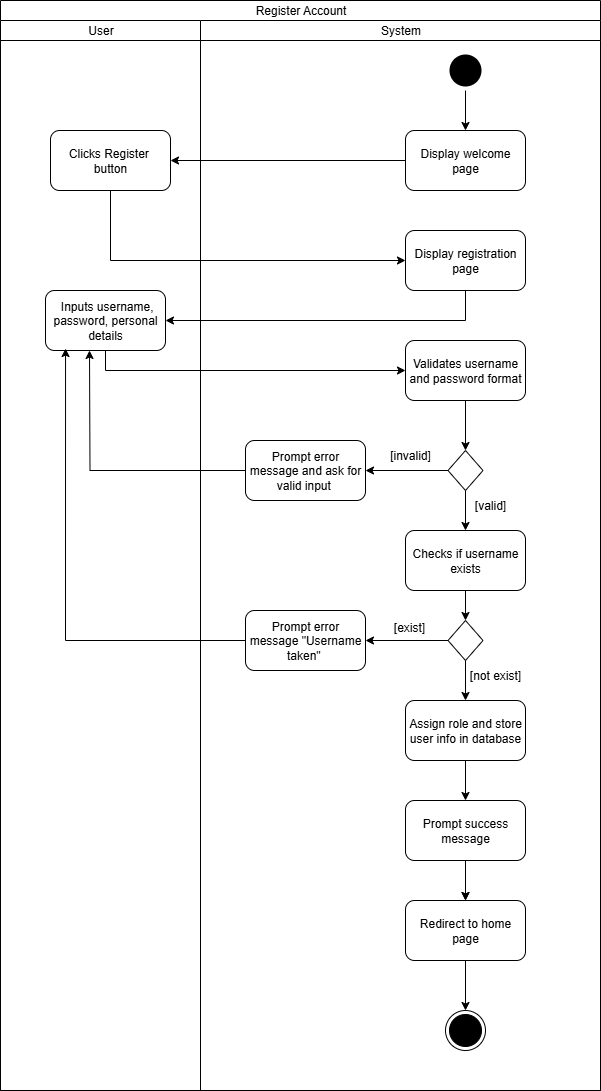 Register Account
User
System
Clicks Register
button
Display welcome
page
Display registration
page
Inputs username,
password, personal
details
Validates username
and password format
[invalid]
Prompt error
message and ask for
valid input
[valid]
Checks if username
exists
[exist]
Prompt error
message "Username
taken"
[not exist]
Assign role and store
user info in database
Prompt success
message
Redirect to home
page